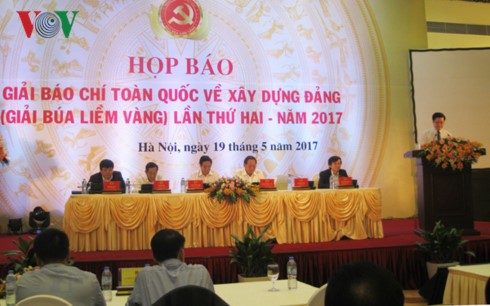 VOV
HỌP BÁO
GIẢI BÁO CHÍ TOÀN QUỐC VỀ XÂY DỰNG ĐẢNG
(GIẢI BÚA LIỀM VÀNG) LẦN THỨ HAI - NĂM 2017
Hà Nội, ngày 19 tháng 5 năm 2017